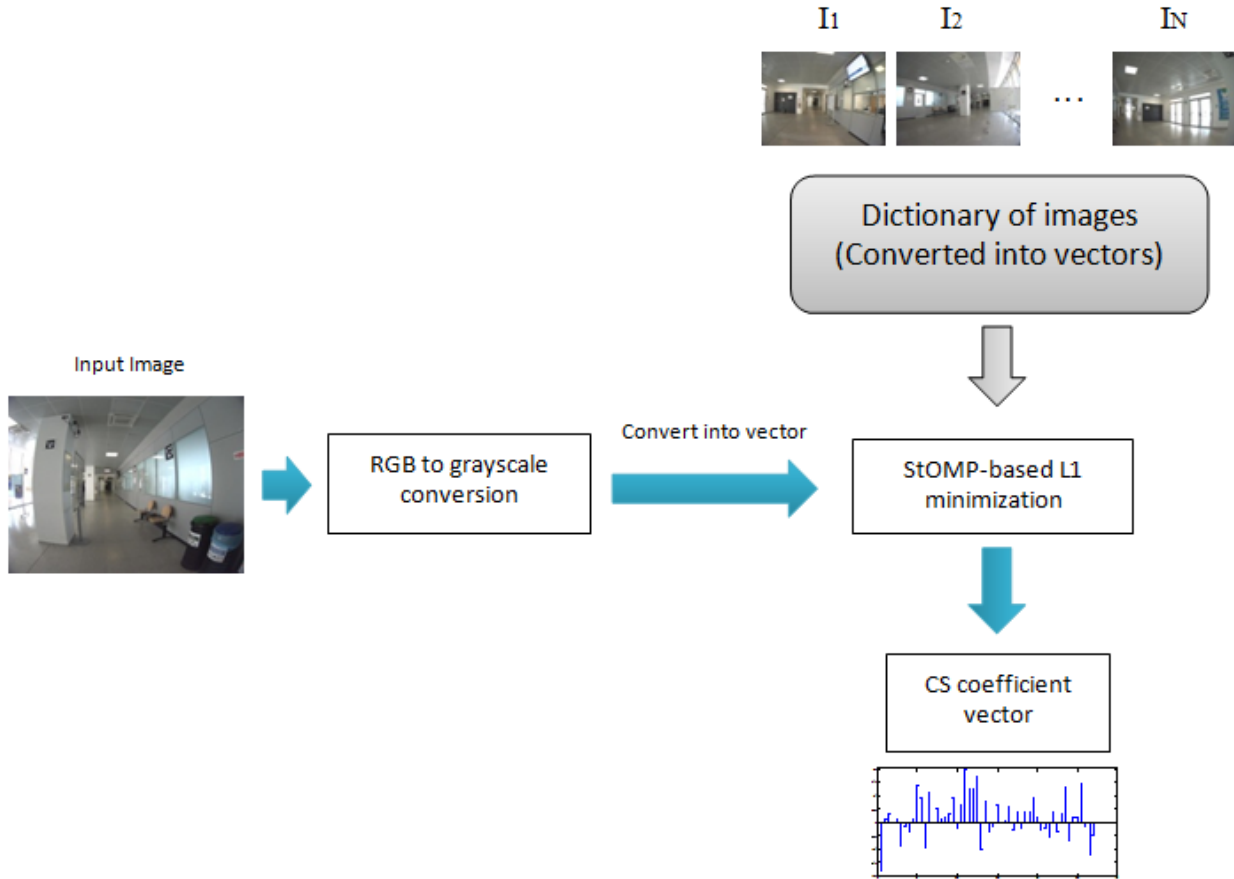 I1 I2 IN
...
Dictionary of images
(Converted into vectors)
Input Image
Convert into vector
RGB to grayscale
conversion
StOMP-based L1
minimization
CS coefficient
vector